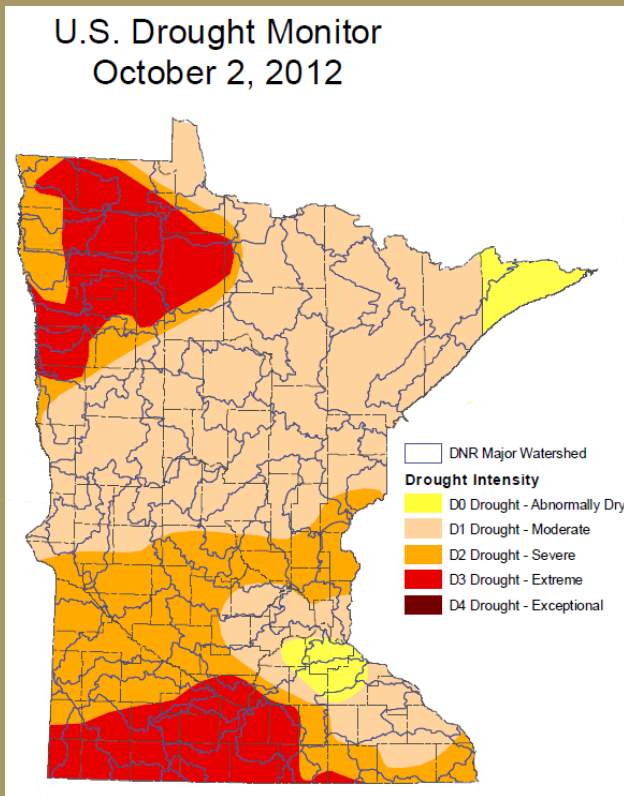 U.S. Drought Monitor
October 2, 2012
DNR Major Watershed
Drought Intensity
D0 Drought - Abnormally Dry
D1 Drought - Moderate
D2 Drought - Severe
D3 Drought - Extreme
D4 Drought - Exceptional